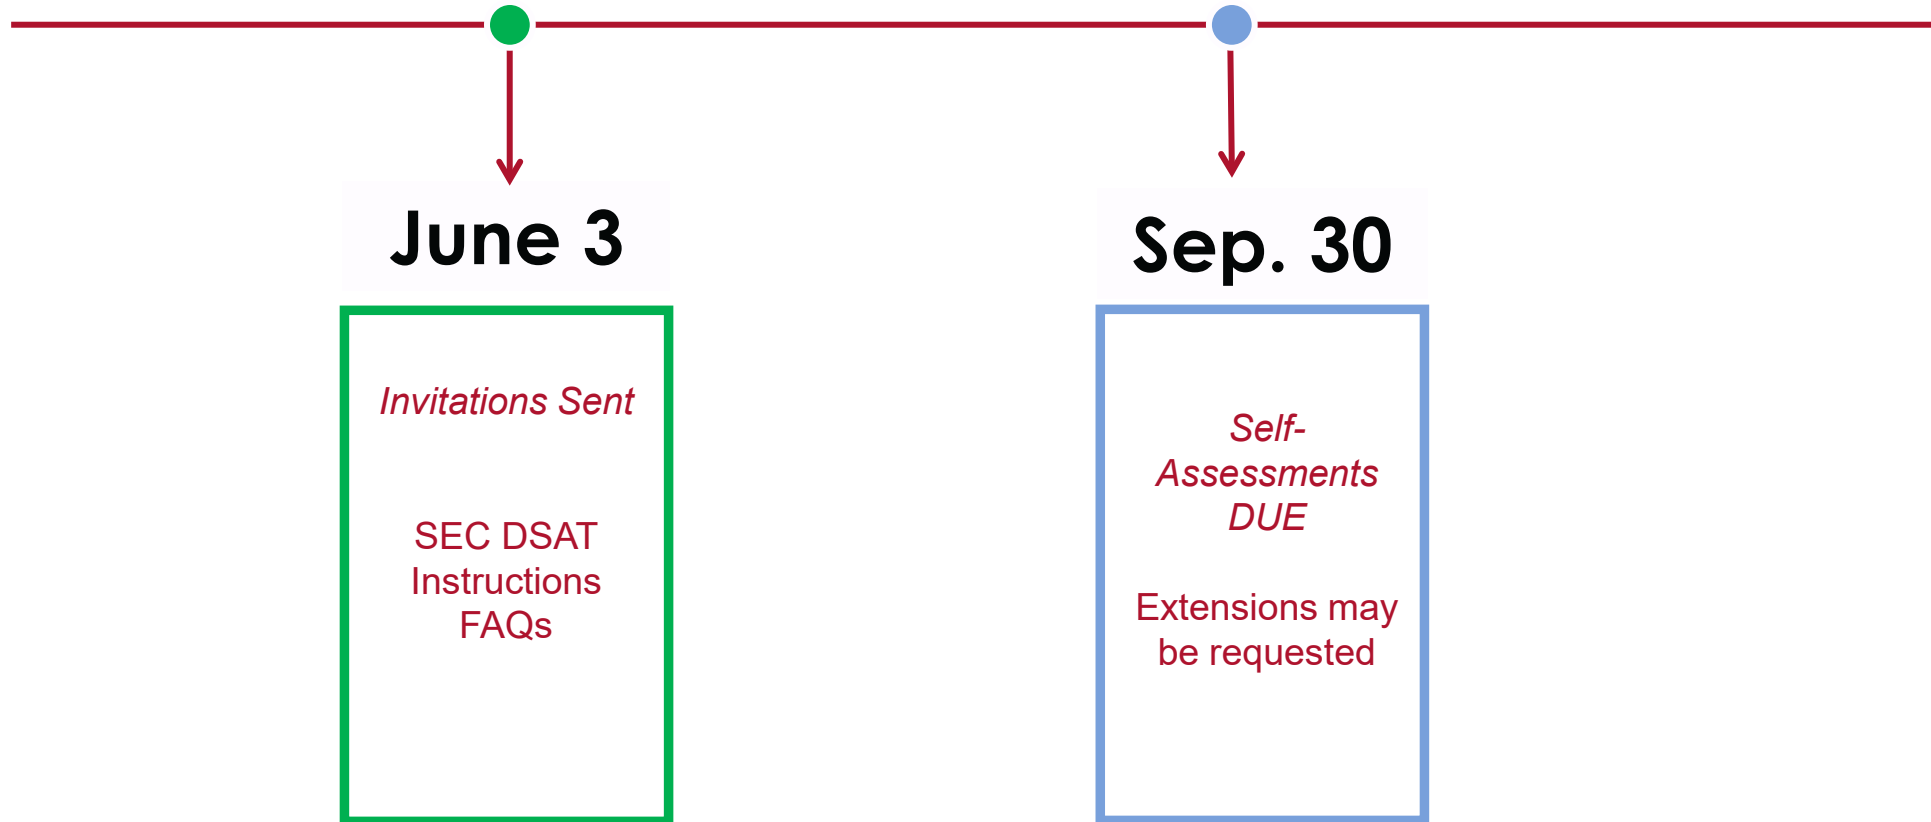 June 3
Invitations Sent
SEC DSAT
Instructions
FAQs
Sep. 30
Self-
Assessments
DUE
Extensions may
be requested